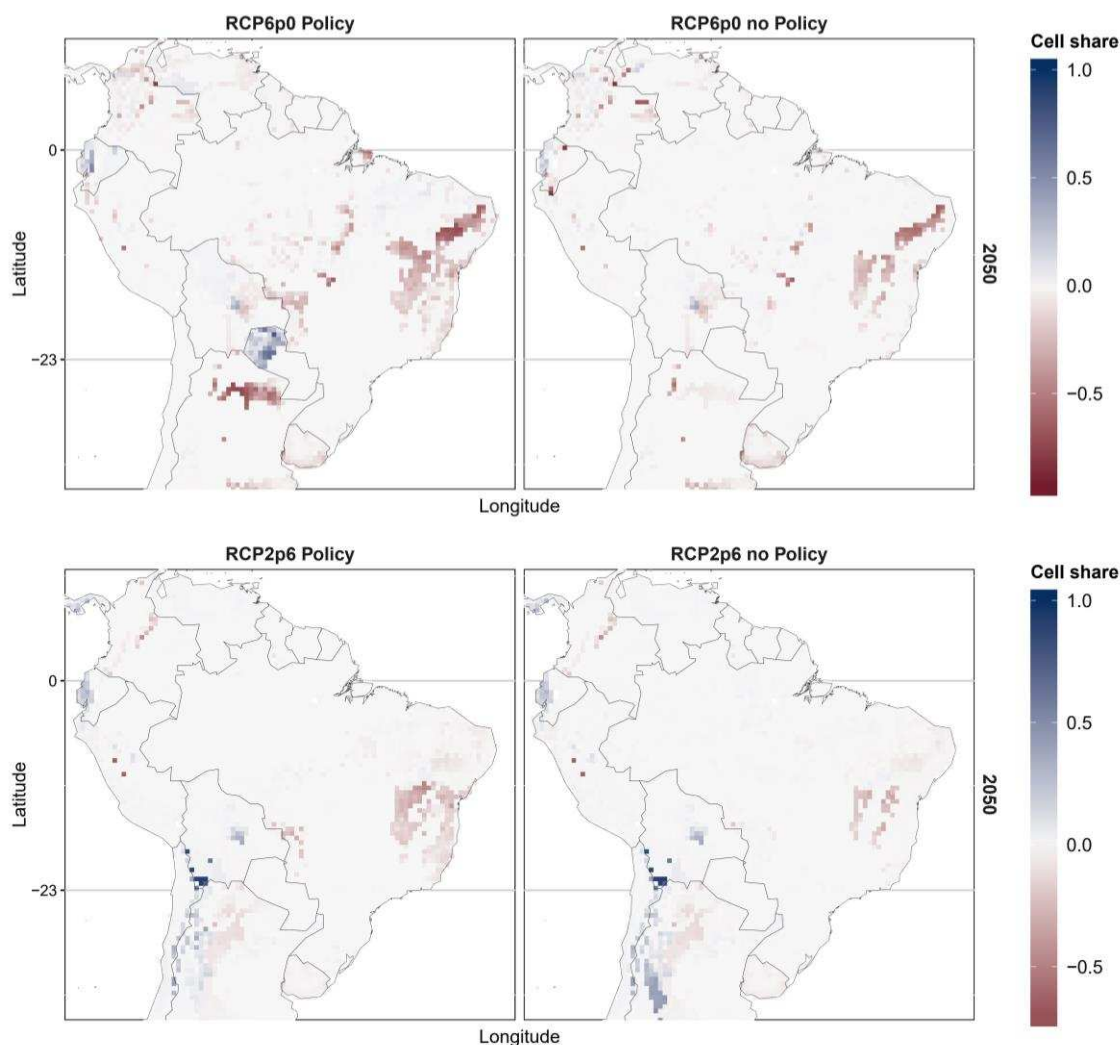 RCP6p0 Policy
RCP6p0 no Policy
Cell share
1.0
0.5
0.0
−0.5
0
−23
Latitude
2050
Longitude
RCP2p6 Policy
RCP2p6 no Policy
Cell share
1.0
0.5
0.0
−0.5
0
−23
Latitude
2050
Longitude